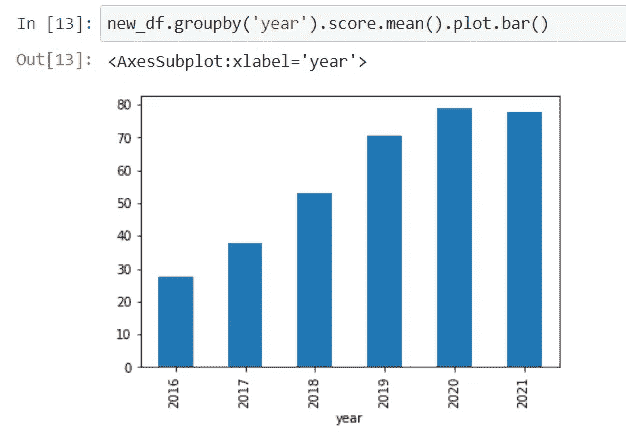 In [13]: new_df.groupby('year').score.mean().plot.bar()
Out[13]: <AxesSubplot:xlabel='year'>
80
70
60
50
40
30
20
10
0
2016 2017 2018 2019 2020 2021
year